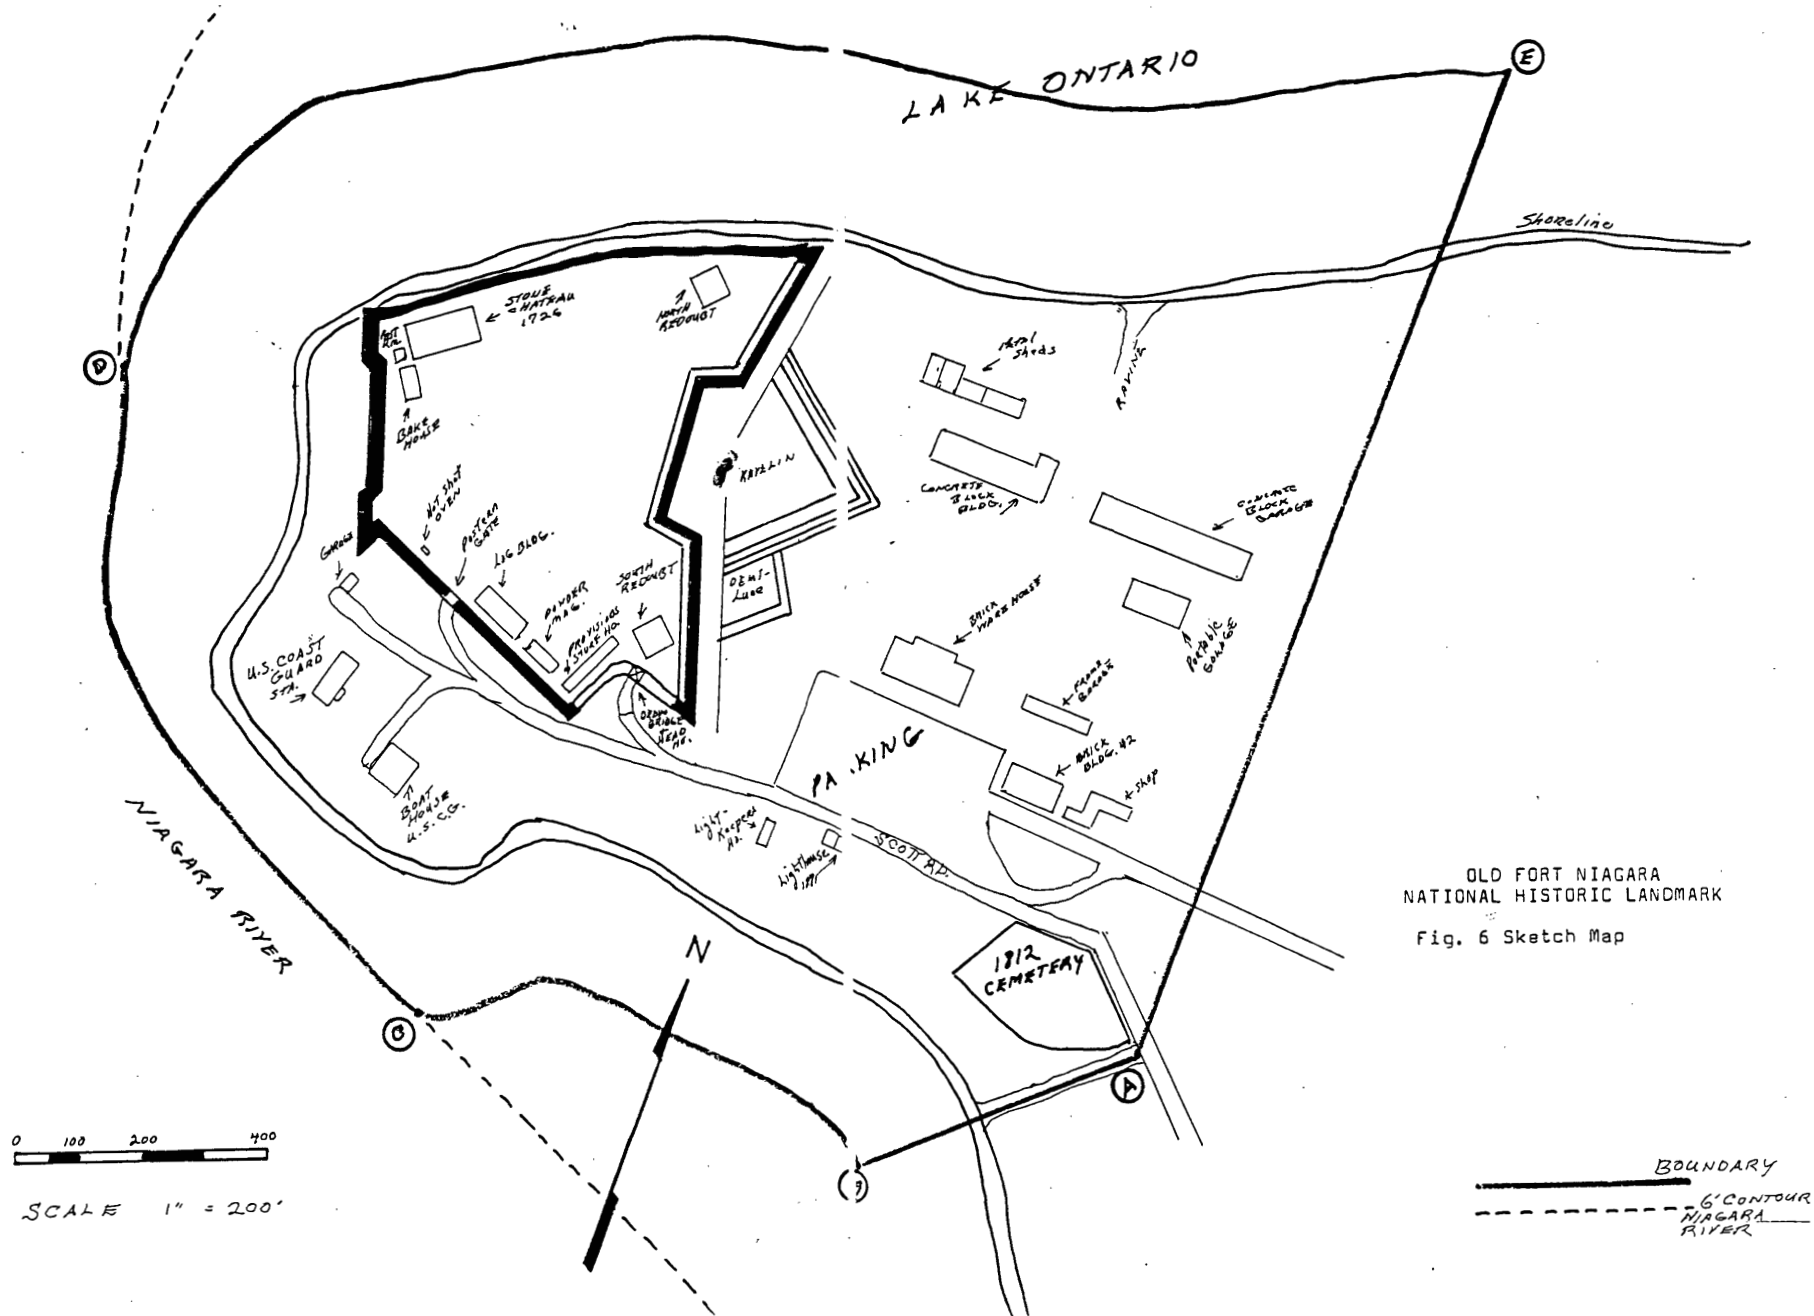 E
LAKE ONTARIO
Shoreline
STONE
CHATEAU
1726
NORTH
REDOUBT
Metal
Sheds
RAVINE
D
BAKE
HOUSE
RAVELIN
HOT Shot
OVEN
CONCRETE
BLOCK
BLDG.
CONCRETE
BLOCK
GARAGE
GARAGE
POSTERN
GATE
LOG BLDG.
SOUTH
REDOUBT
DEMI-
Lune
POWDER
MAG.
PROVISIONS
STORE HO.
BRICK
WARE HOUSE
PORTABLE
GARAGE
U.S. COAST
GUARD
STA.
FRAME
GARAGE
DRAW
BRIDGE
HEAD
HO.
PA.KING
BRICK
BLDG. #2
Shop
BOAT
HOUSE
U.S.C.G.
Light-
Keepers
HO.
Lighthouse
SCOTT RD.
NIAGARA RIVER
OLD FORT NIAGARA
NATIONAL HISTORIC LANDMARK
Fig. 6 Sketch Map
N
1812
CEMETERY
A
0 100 200 400
SCALE 1" = 200'
BOUNDARY
6' CONTOUR
NIAGARA
RIVER